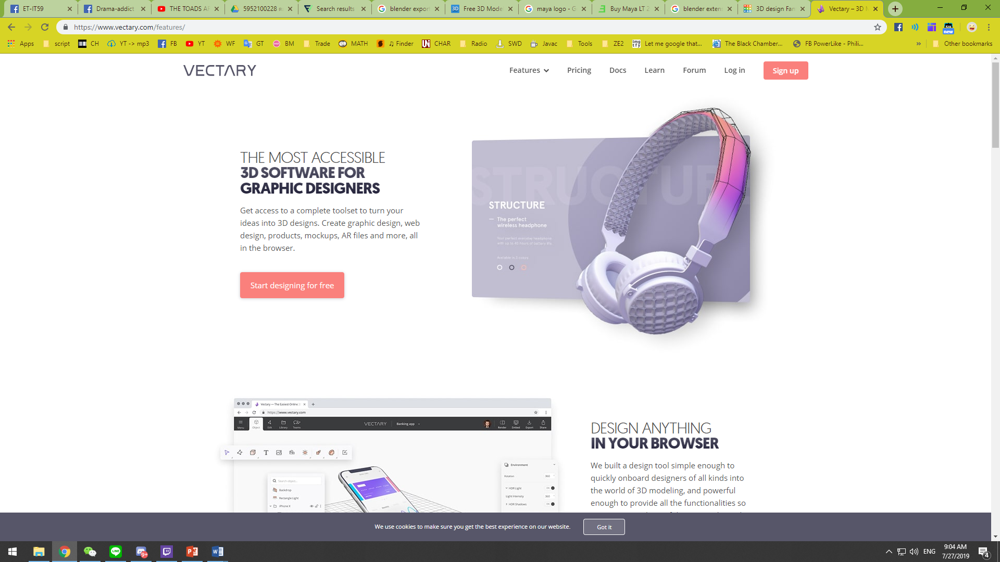 ET-IT59
Drama-addict
THE TOADS AF
5952100228
Search results
blender expor
Free 3D Mode
maya logo - G
Buy Maya LT 2
blender exten
3D design Fan
Vectary – 3D M
https://www.vectary.com/features/
new
Apps
script
CH
YT -> mp3
FB
YT
WF
GT
BM
Trade
MATH
♫ Finder
CHAR
Radio
SWD
Javac
Tools
ZE2
Let me google that...
The Black Chamber...
FB PowerLike - Phili...
»
Other bookmarks
VECTARY
Features
Pricing
Docs
Learn
Forum
Log in
Sign up
THE MOST ACCESSIBLE
3D SOFTWARE FOR
GRAPHIC DESIGNERS
Get access to a complete toolset to turn your
ideas into 3D designs. Create graphic design, web
design, products, mockups, AR files and more, all
in the browser.
Start designing for free
STRUCTUR
STRUCTURE
— The perfect
wireless headphone
Your perfect everyday headphone
with up to 40 hours of battery life.
Available in 3 colors
Vectary — The Easiest Online 3D
https://www.vectary.com
Menu
Object
Edit
Library
Teams
VECTARY
Banking app
Render
Embed
Export
Share
T
Search object...
Backdrop
Rectangle Light
iPhone X
Environment
Rotation
360
HDR Light
Light Intensity
360
HDR Shadows
DESIGN ANYTHING
IN YOUR BROWSER
We built a design tool simple enough to
quickly onboard designers of all kinds into
the world of 3D modeling, and powerful
enough to provide all the functionalities so
We use cookies to make sure you get the best experience on our website.
Got it
LINE
9+
ENG
9:04 AM
7/27/2019
4